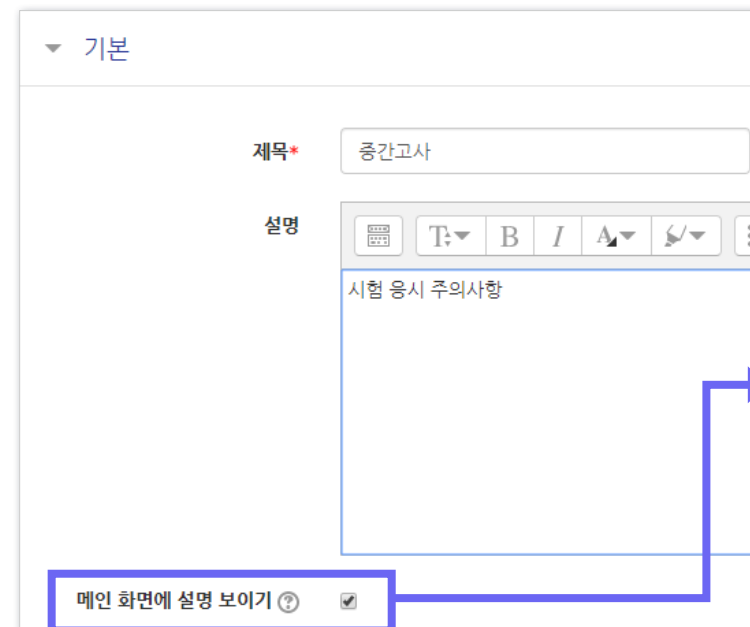 기본
제목*
중간고사
설명
T B I A
시험 응시 주의사항
메인 화면에 설명 보이기 ?